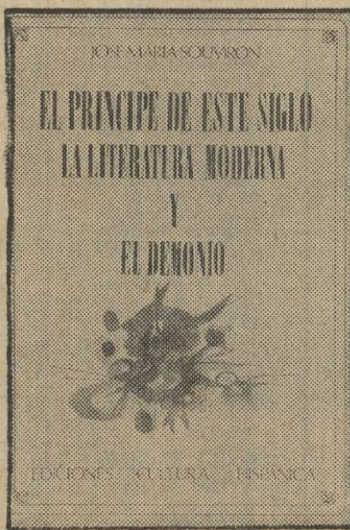 JOSE MARIA SOUVIRON
EL PRINCIPE DE ESTE SIGLO
LA LITERATURA MODERNA
Y
EL DEMONIO
EDICIONES CULTURA HISPANICA